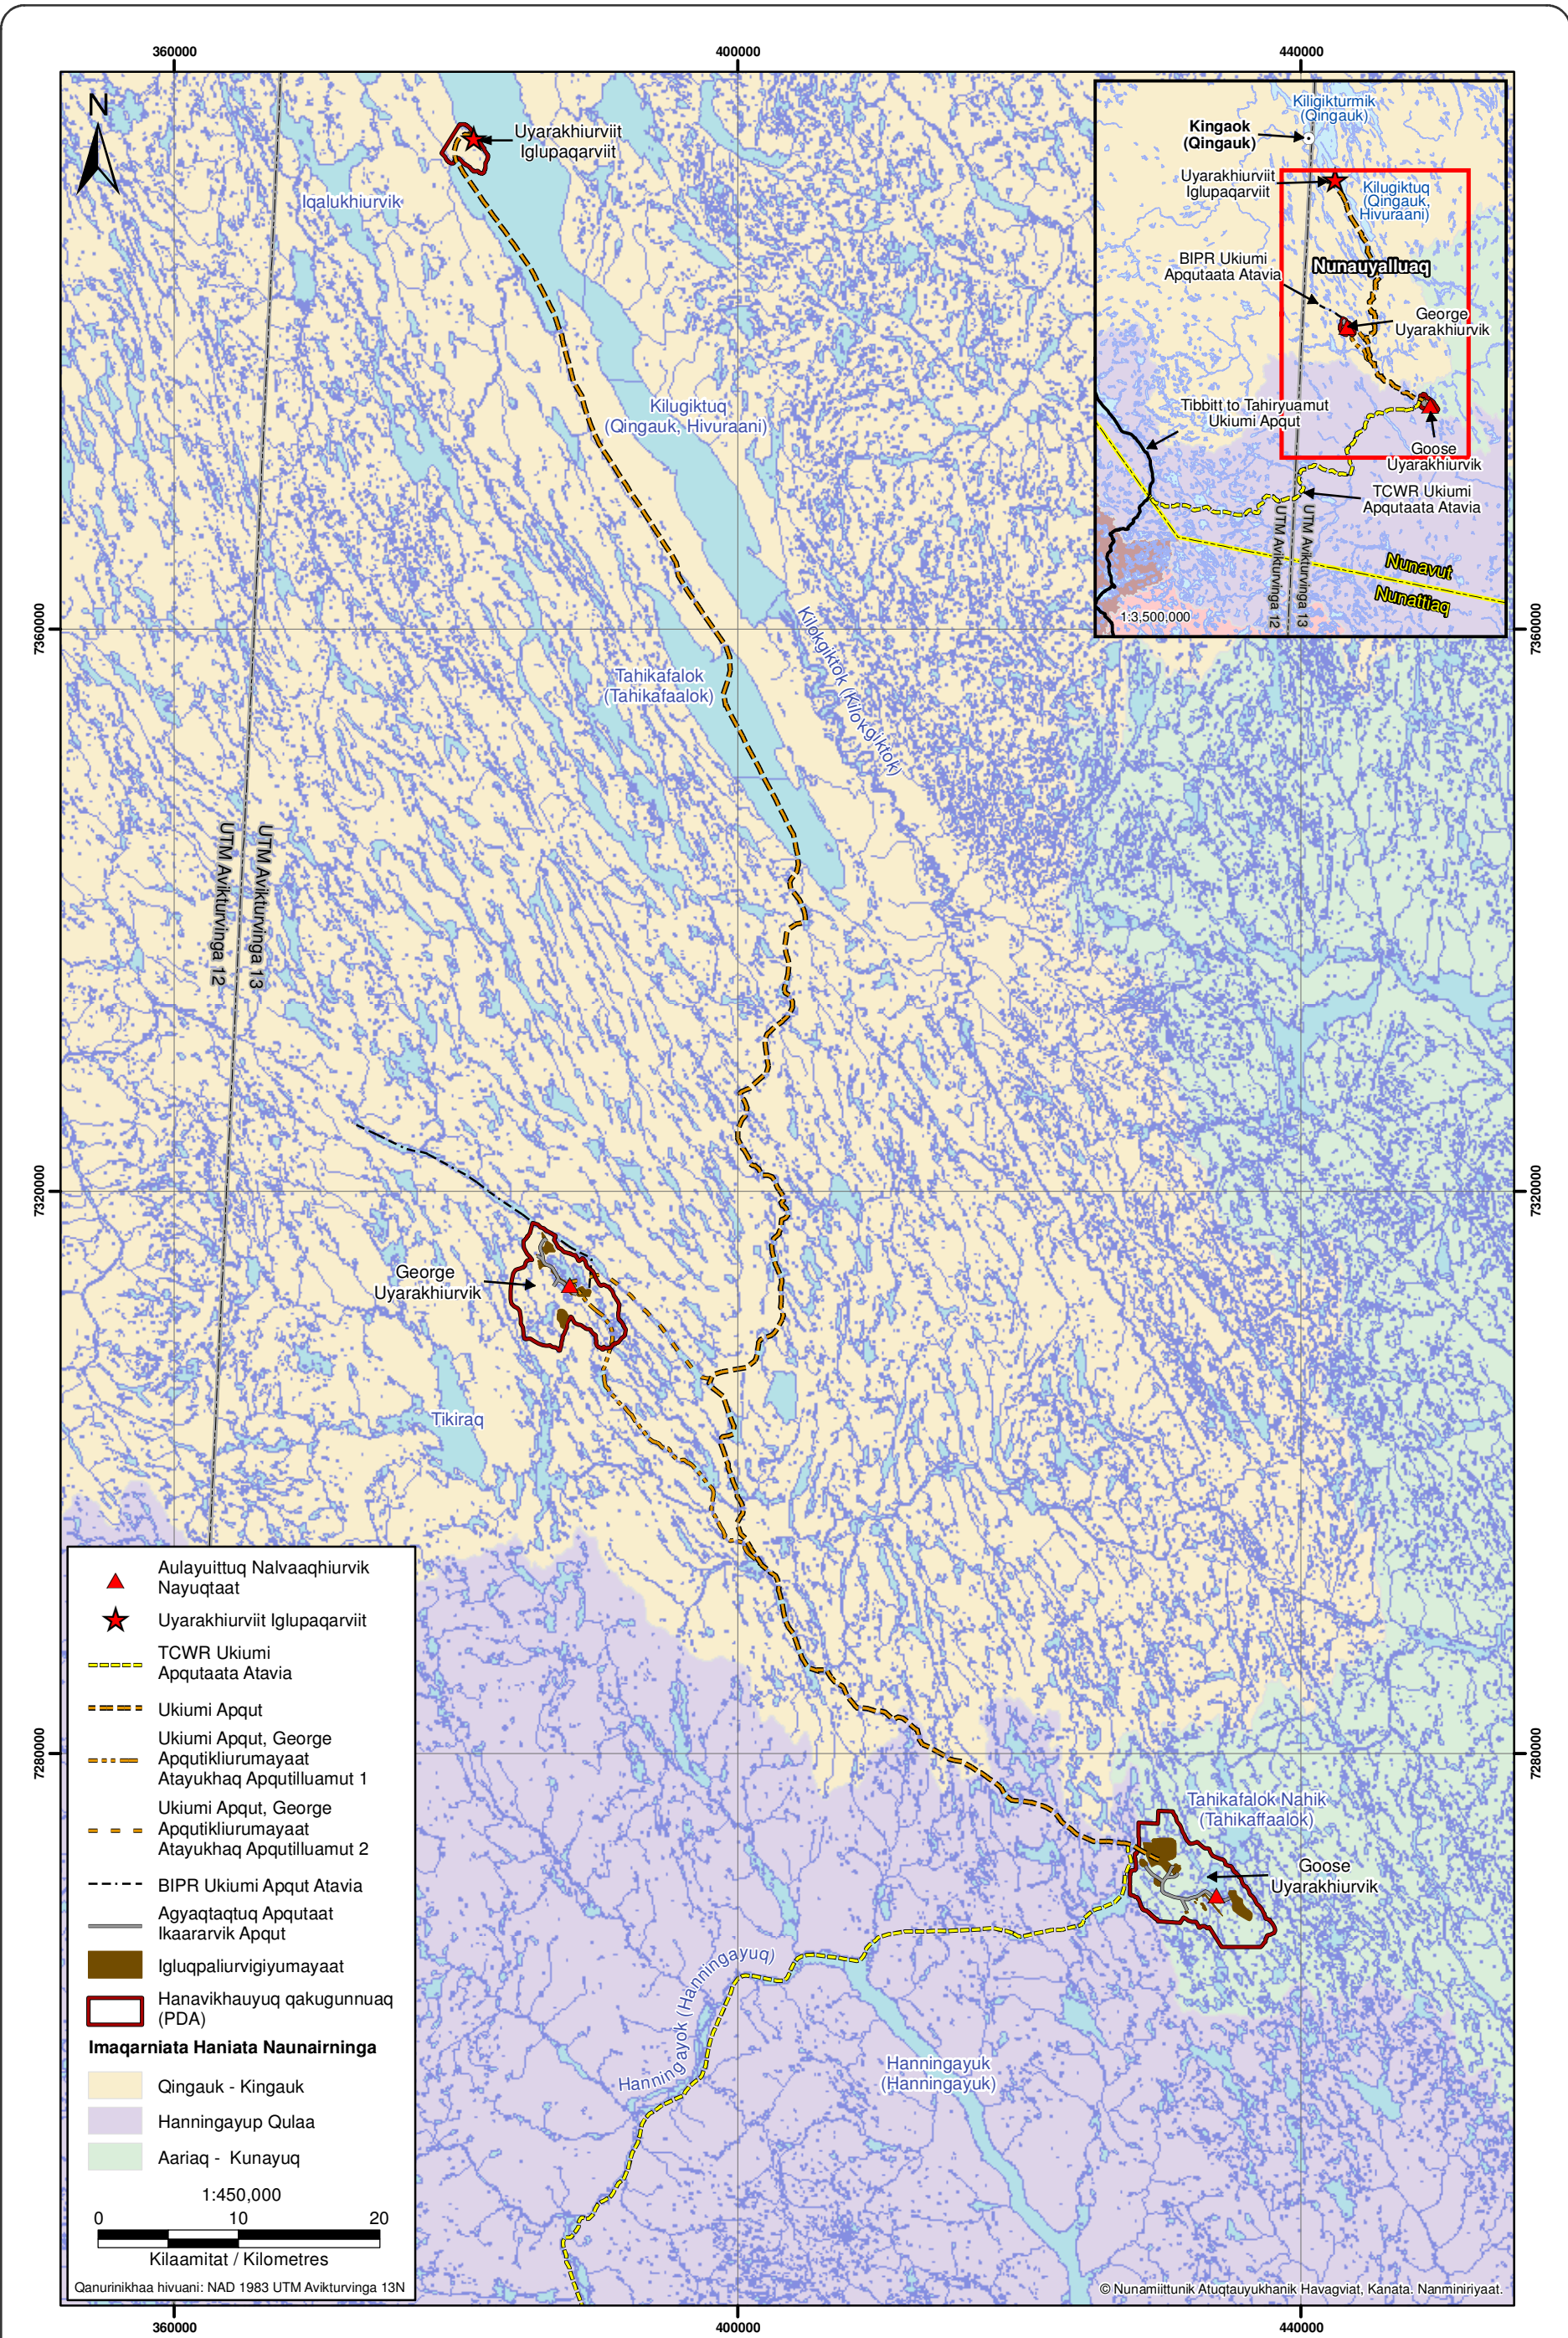 360000
400000
440000
N
Uyarakhiurviit
Iglupaqarviit
Iqalukhiurvik
Kilugiktuq
(Qingauk, Hivuraani)
Kilokgiktok (Kilokgiktok)
Tahikafalok
(Tahikafaalok)
UTM Avikturvinga 12
UTM Avikturvinga 13
George
Uyarakhiurvik
Tikiraq
Tahikafalok Nahik
(Tahikaffaalok)
Goose
Uyarakhiurvik
Hanningayok (Hanningayuq)
Hanningayuk
(Hanningayuk)
7360000
7320000
7280000
7360000
7320000
7280000
Kiligikturmik
(Qingauk)
Kingaok
(Qingauk)
Uyarakhiurviit
Iglupaqarviit
Kilugiktuq
(Qingauk,
Hivuraani)
BIPR Ukiumi
Apqutaata Atavia
Nunauyalluaq
George
Uyarakhiurvik
Tibbitt to Tahiryuamut
Ukiumi Apqut
Goose
Uyarakhiurvik
TCWR Ukiumi
Apqutaata Atavia
UTM Avikturvinga 12
UTM Avikturvinga 13
Nunavut
Nunattiaq
1:3,500,000
Aulayuittuq Nalvaaqhiurvik
Nayuqtaat
Uyarakhiurviit Iglupaqarviit
TCWR Ukiumi
Apqutaata Atavia
Ukiumi Apqut
Ukiumi Apqut, George
Apqutikliurumayaat
Atayukhaq Apqutilluamut 1
Ukiumi Apqut, George
Apqutikliurumayaat
Atayukhaq Apqutilluamut 2
BIPR Ukiumi Apqut Atavia
Agyaqtaqtuq Apqutaat
Ikaararvik Apqut
Igluqpaliurvigiyumayaat
Hanavikhauyuq qakugunnuaq
(PDA)
Imaqarniata Haniata Naunairninga
Qingauk - Kingauk
Hanningayup Qulaa
Aariaq - Kunayuq
1:450,000
0 10 20
Kilaamitat / Kilometres
Qanurinikhaa hivuani: NAD 1983 UTM Avikturvinga 13N
© Nunamiittunik Atuqtauyukhanik Havagviat, Kanata. Nanminiriyaat.
360000
400000
440000